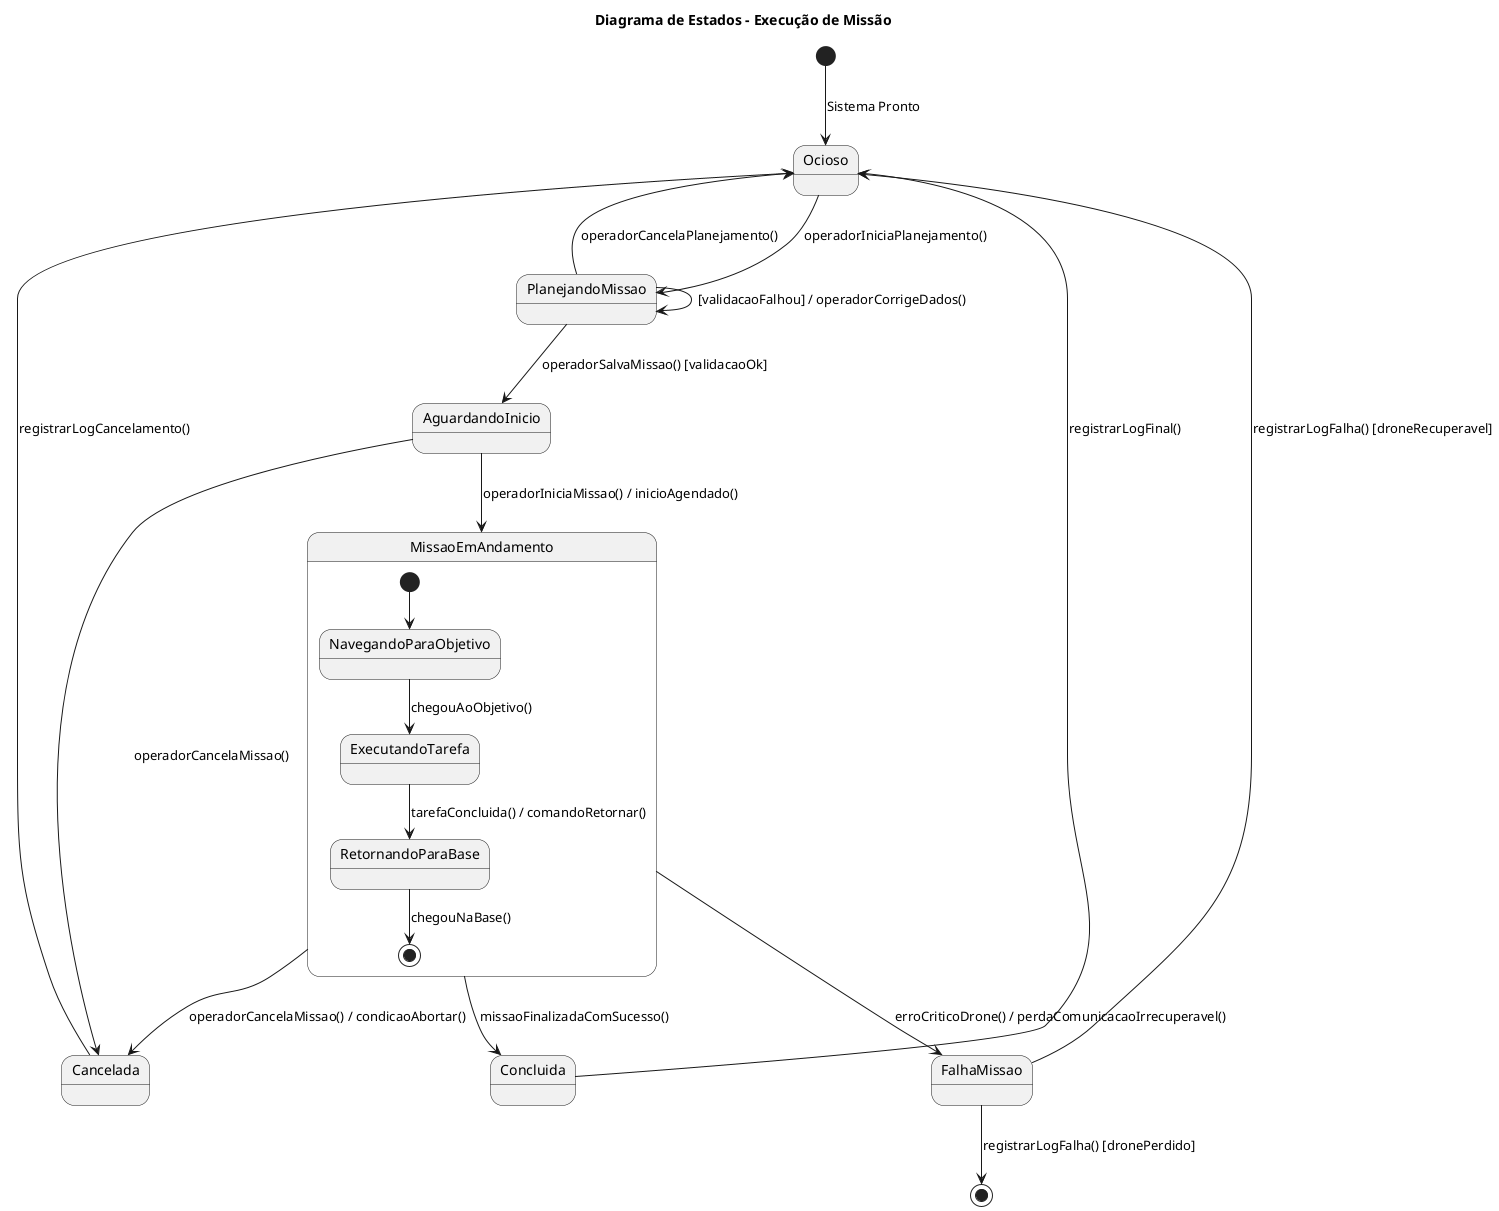 Diagrama de Estados - Execução de Missão
Sistema Pronto
Ocioso
operadorCancelaPlanejamento()
operadorIniciaPlanejamento()
PlanejandoMissao
[validacaoFalhou] / operadorCorrigeDados()
operadorSalvaMissao() [validacaoOk]
AguardandoInicio
registrarLogCancelamento()
registrarLogFinal()
registrarLogFalha() [droneRecuperavel]
operadorIniciaMissao() / inicioAgendado()
MissaoEmAndamento
NavegandoParaObjetivo
chegouAoObjetivo()
ExecutandoTarefa
operadorCancelaMissao()
tarefaConcluida() / comandoRetornar()
RetornandoParaBase
chegouNaBase()
operadorCancelaMissao() / condicaoAbortar()
missaoFinalizadaComSucesso()
erroCriticoDrone() / perdaComunicacaoIrrecuperavel()
Cancelada
Concluida
FalhaMissao
registrarLogFalha() [dronePerdido]